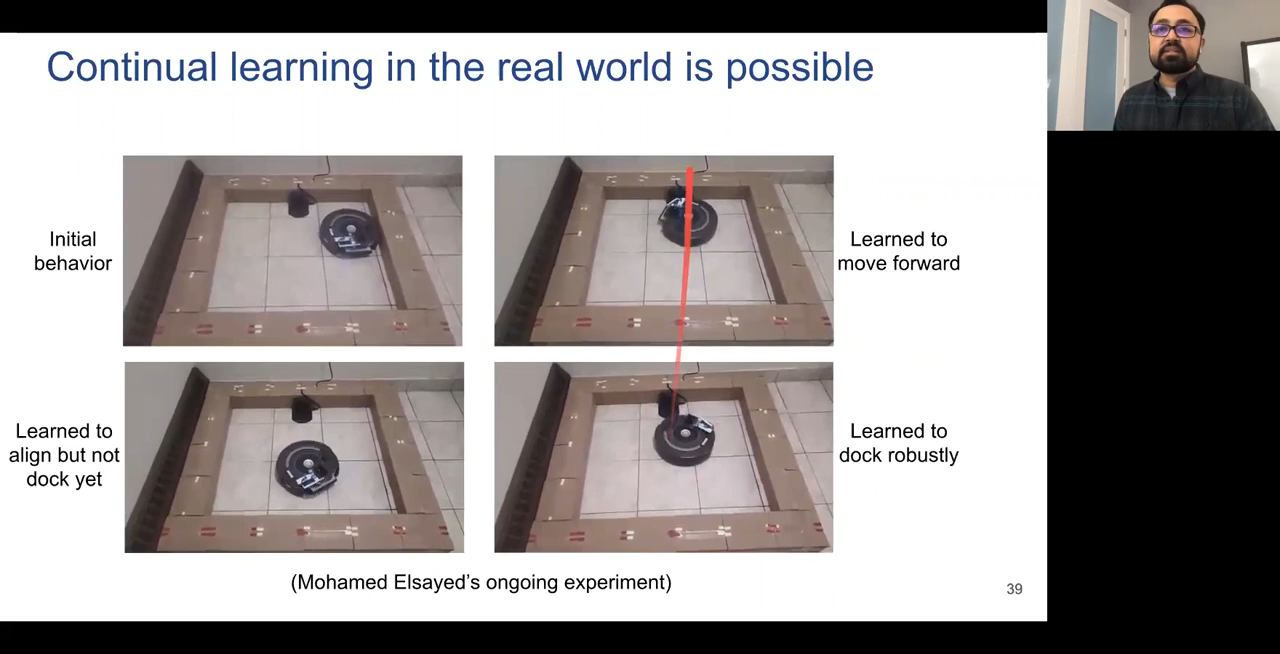 Continual learning in the real world is possible
Initial
behavior
Learned to
move forward
Learned to
align but not
dock yet
Learned to
dock robustly
(Mohamed Elsayed's ongoing experiment)
39